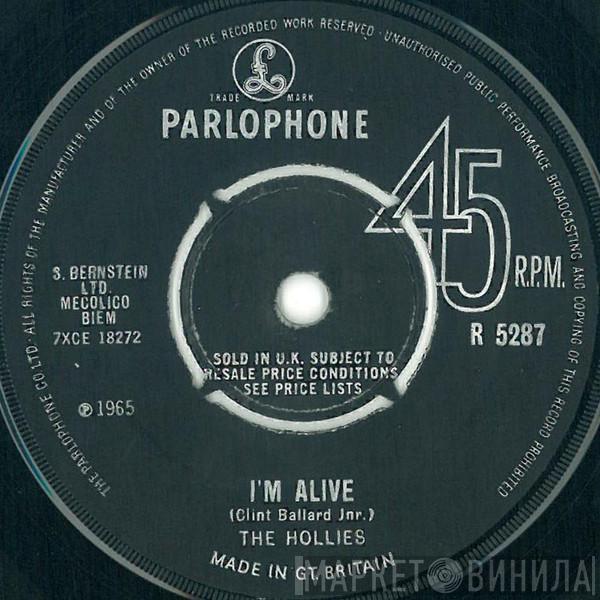 THE PARLOPHONE CO. LTD. ALL RIGHTS OF THE MANUFACTURER AND OF THE OWNER OF THE RECORDED WORK RESERVED · UNAUTHORISED PUBLIC PERFORMANCE BROADCASTING AND COPYING OF THIS RECORD PROHIBITED
£
TRADE MARK
PARLOPHONE
45
R.P.M.
R 5287
S. BERNSTEIN
LTD.
MECOLICO
BIEM
7XCE 18272
℗ 1965
SOLD IN U.K. SUBJECT TO
RESALE PRICE CONDITIONS
SEE PRICE LISTS
I'M ALIVE
(Clint Ballard Jnr.)
THE HOLLIES
MADE IN GT. BRITAIN
МАРКЕТ ВИНИЛА